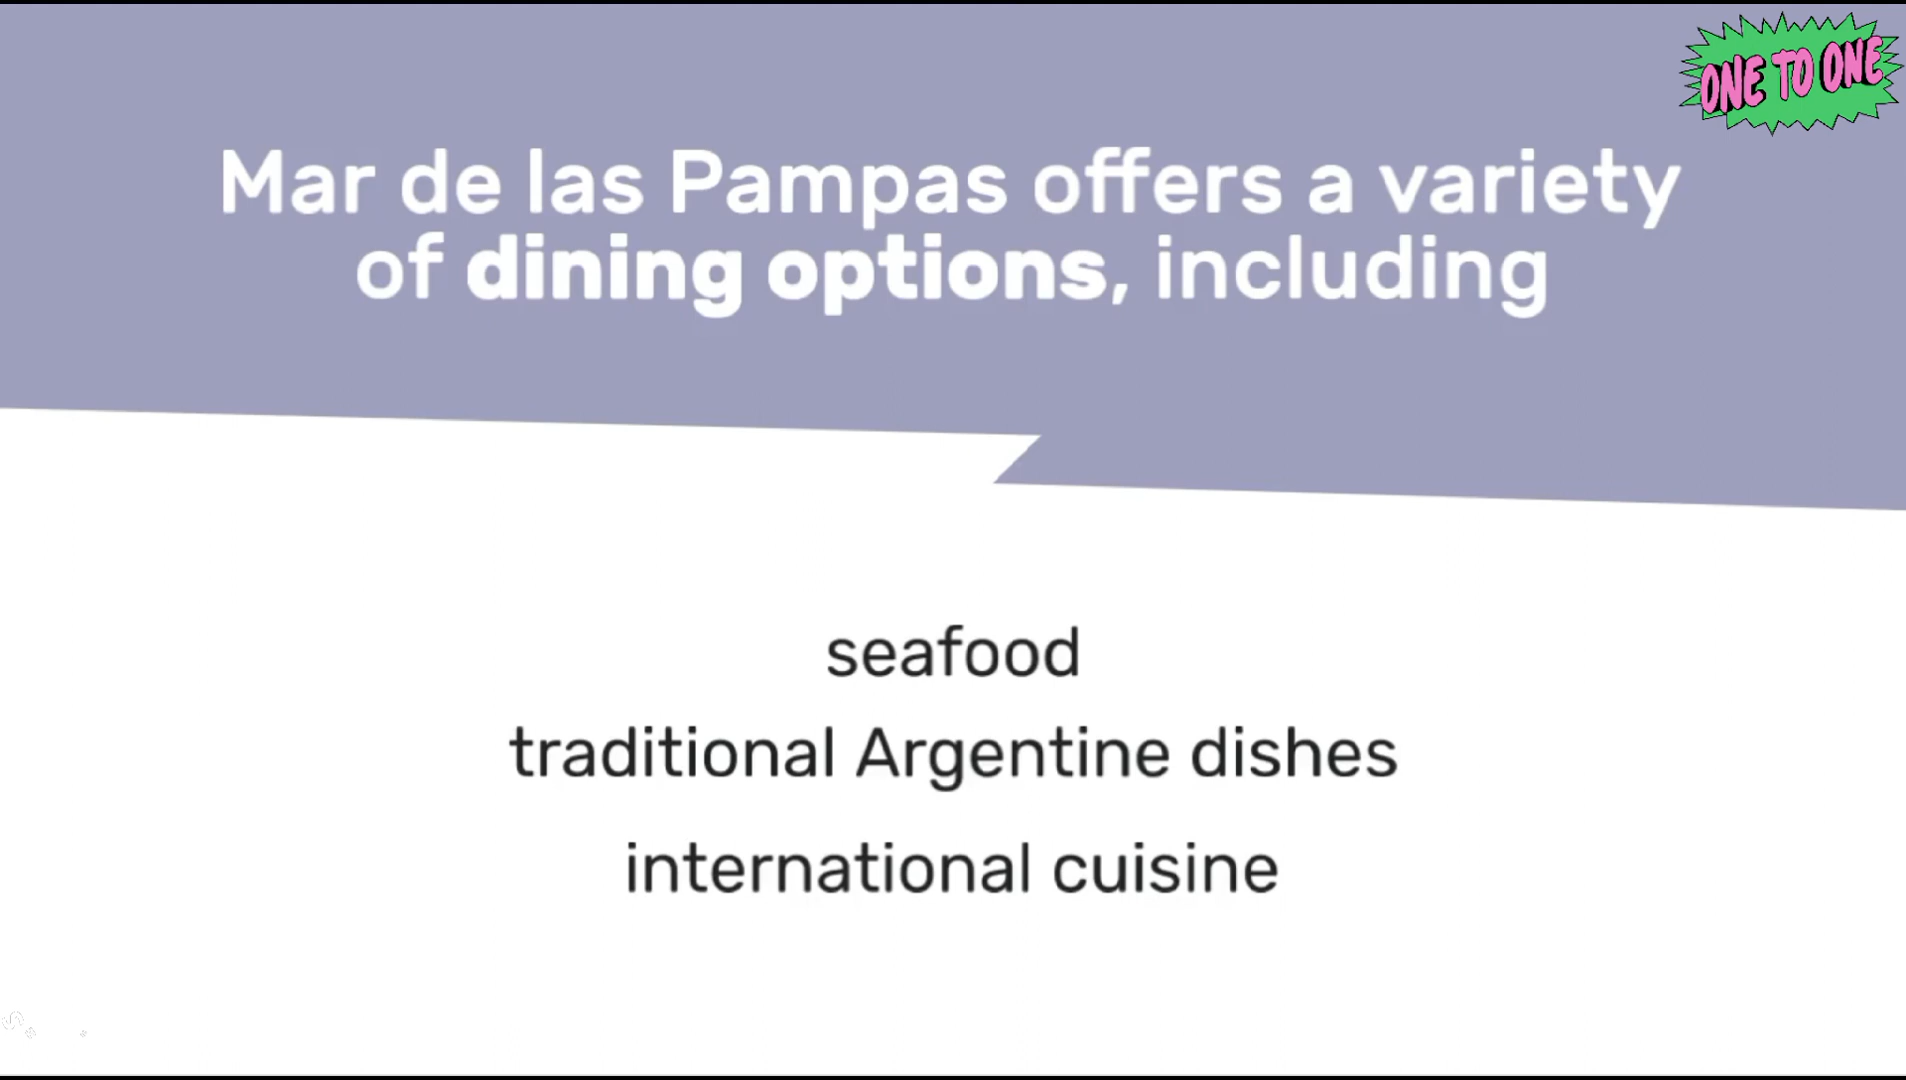 ONE TO ONE
Mar de las Pampas offers a variety
of dining options, including
seafood
traditional Argentine dishes
international cuisine